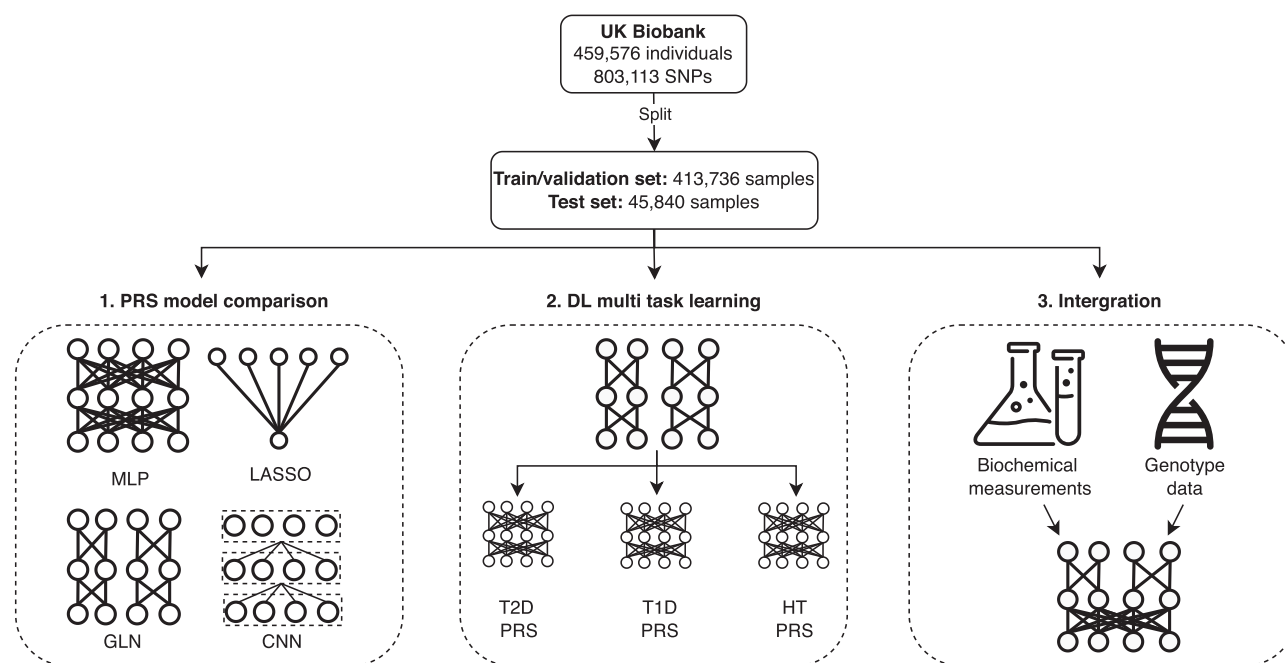 UK Biobank
459,576 individuals
803,113 SNPs
Split
Train/validation set: 413,736 samples
Test set: 45,840 samples
1. PRS model comparison
MLP
LASSO
GLN
CNN
2. DL multi task learning
T2D
PRS
T1D
PRS
HT
PRS
3. Intergration
Biochemical
measurements
Genotype
data